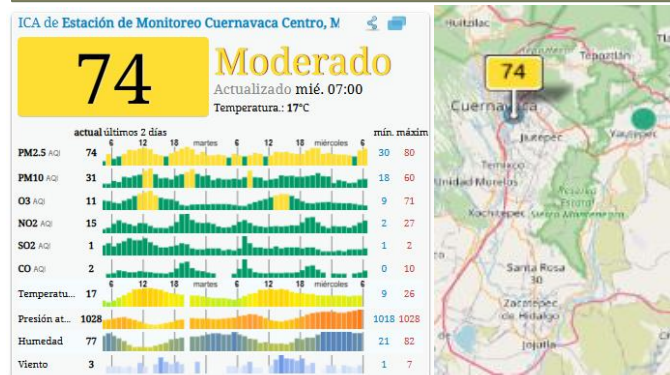 ICA de Estación de Monitoreo Cuernavaca Centro, M
74
Moderado
Actualizado mié. 07:00
Temperatura.: 17°C
actual últimos 2 días mín. máxim
6 12 18 martes 6 12 18 miércoles 6
PM2.5 AQI 74 30 80
PM10 AQI 31 18 60
O3 AQI 11 9 71
NO2 AQI 15 2 27
SO2 AQI 1 1 2
CO AQI 2 0 10
6 12 18 martes 6 12 18 miércoles 6
Temperatu... 17 9 26
Presión at... 1028 1018 1028
Humedad 77 21 82
Viento 3 1 7
Huitzilac
Tepoztlán
74
Cuernavaca
Jiutepec
Yautepec
Temixco
Unidad Morelos
Reserva
Estatal
Xochitepec Sierra Montenegro
Santa Rosa
30
Zacatepec
de Hidalgo
Jojutla